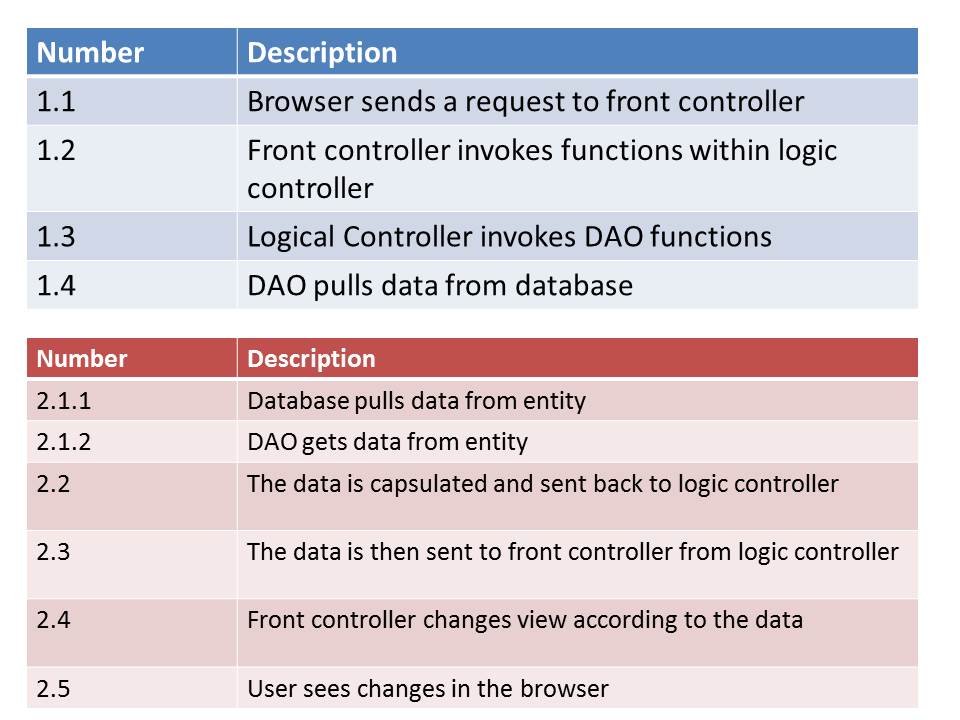 Number Description
1.1 Browser sends a request to front controller
1.2 Front controller invokes functions within logic
controller
1.3 Logical Controller invokes DAO functions
1.4 DAO pulls data from database
Number Description
2.1.1 Database pulls data from entity
2.1.2 DAO gets data from entity
2.2 The data is capsulated and sent back to logic controller
2.3 The data is then sent to front controller from logic controller
2.4 Front controller changes view according to the data
2.5 User sees changes in the browser